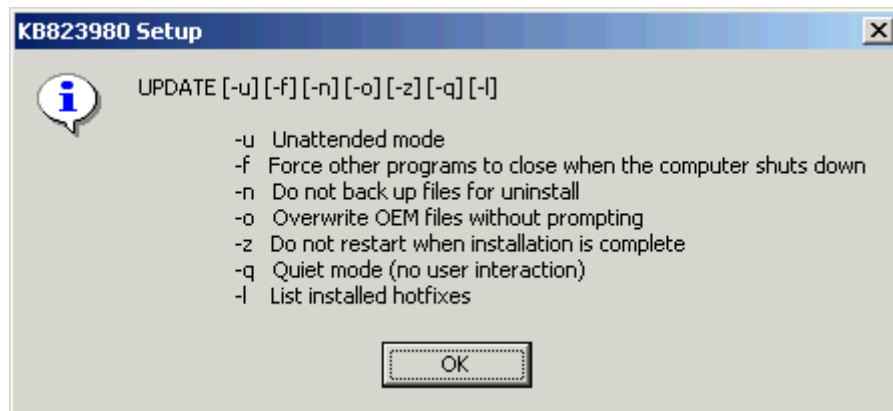 KB823980 Setup
UPDATE [-u] [-f] [-n] [-o] [-z] [-q] [-l]
-u Unattended mode
-f Force other programs to close when the computer shuts down
-n Do not back up files for uninstall
-o Overwrite OEM files without prompting
-z Do not restart when installation is complete
-q Quiet mode (no user interaction)
-l List installed hotfixes
OK